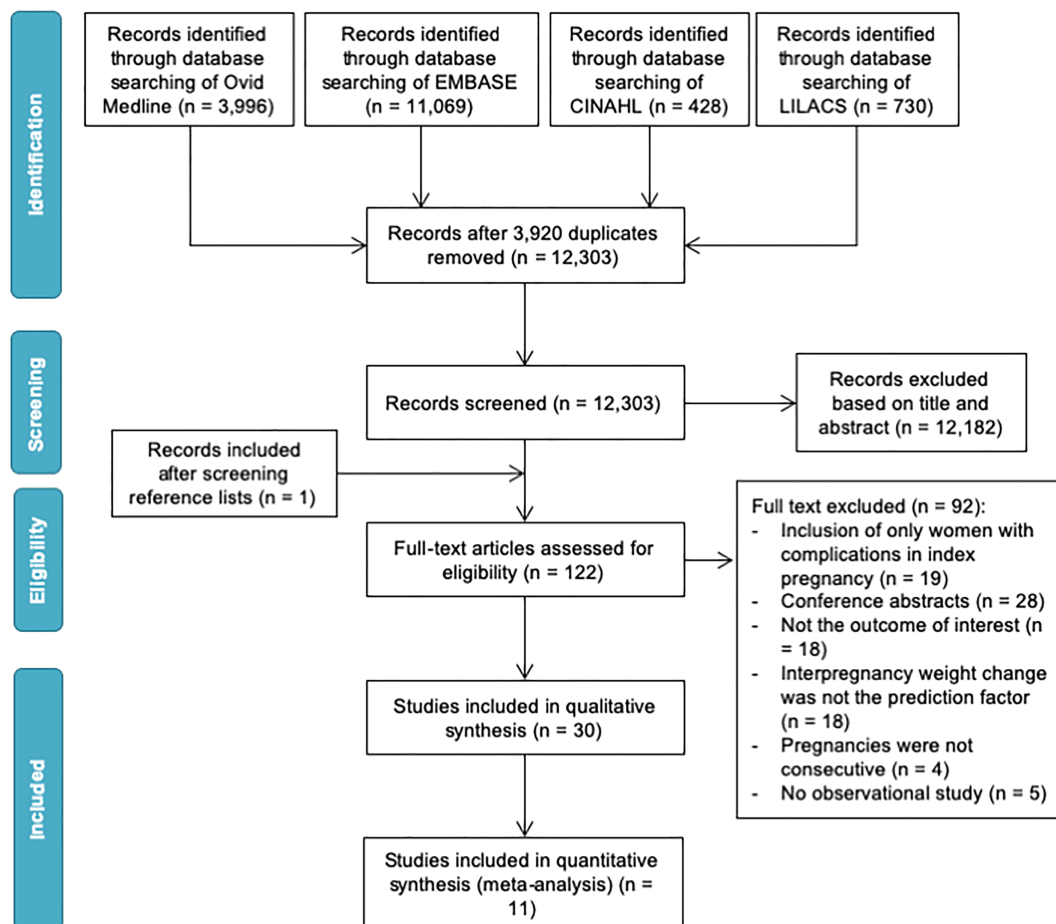 Identification
Records identified
through database
searching of Ovid
Medline (n = 3,996)
Records identified
through database
searching of EMBASE
(n = 11,069)
Records identified
through database
searching of
CINAHL (n = 428)
Records identified
through database
searching of
LILACS (n = 730)
Records after 3,920 duplicates
removed (n = 12,303)
Screening
Records screened (n = 12,303)
Records excluded
based on title and
abstract (n = 12,182)
Records included
after screening
reference lists (n = 1)
Eligibility
Full-text articles assessed for
eligibility (n = 122)
Full text excluded (n = 92):
- Inclusion of only women with
complications in index
pregnancy (n = 19)
- Conference abstracts (n = 28)
- Not the outcome of interest (n
= 18)
- Interpregnancy weight change
was not the prediction factor
(n = 18)
- Pregnancies were not
consecutive (n = 4)
- No observational study (n = 5)
Included
Studies included in qualitative
synthesis (n = 30)
Studies included in quantitative
synthesis (meta-analysis) (n =
11)